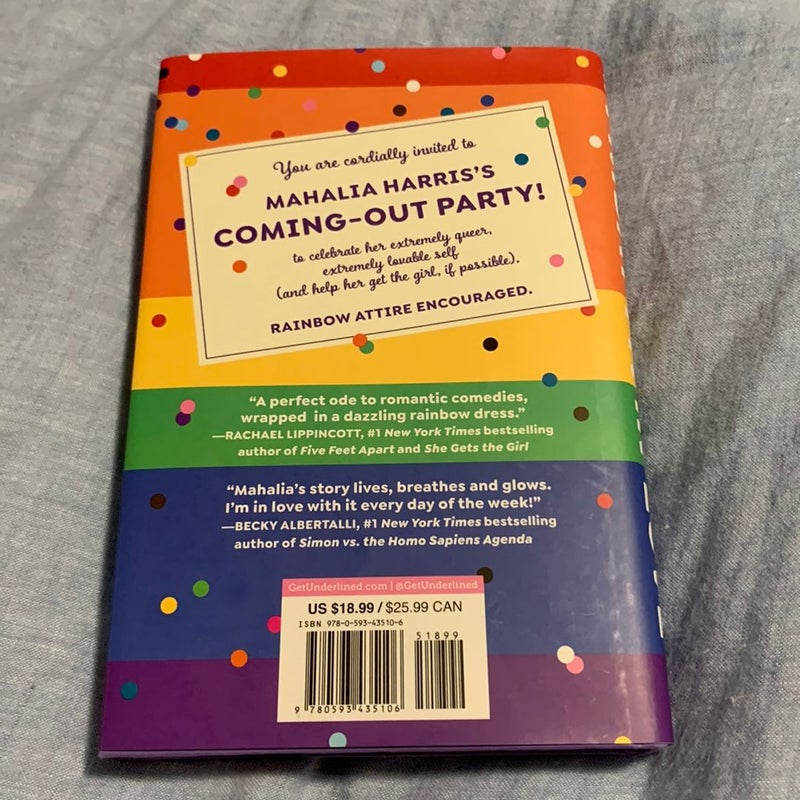 You are cordially invited to
MAHALIA HARRIS'S
COMING-OUT PARTY!
to celebrate her extremely queer,
extremely lovable self
(and help her get the girl, if possible).
RAINBOW ATTIRE ENCOURAGED.
“A perfect ode to romantic comedies,
wrapped in a dazzling rainbow dress.”
—RACHAEL LIPPINCOTT, #1 New York Times bestselling
author of Five Feet Apart and She Gets the Girl
“Mahalia's story lives, breathes and glows.
I'm in love with it every day of the week!”
—BECKY ALBERTALLI, #1 New York Times bestselling
author of Simon vs. the Homo Sapiens Agenda
GetUnderlined.com | @GetUnderlined
US $18.99 / $25.99 CAN
ISBN 978-0-593-43510-6
51899
9 780593 435106